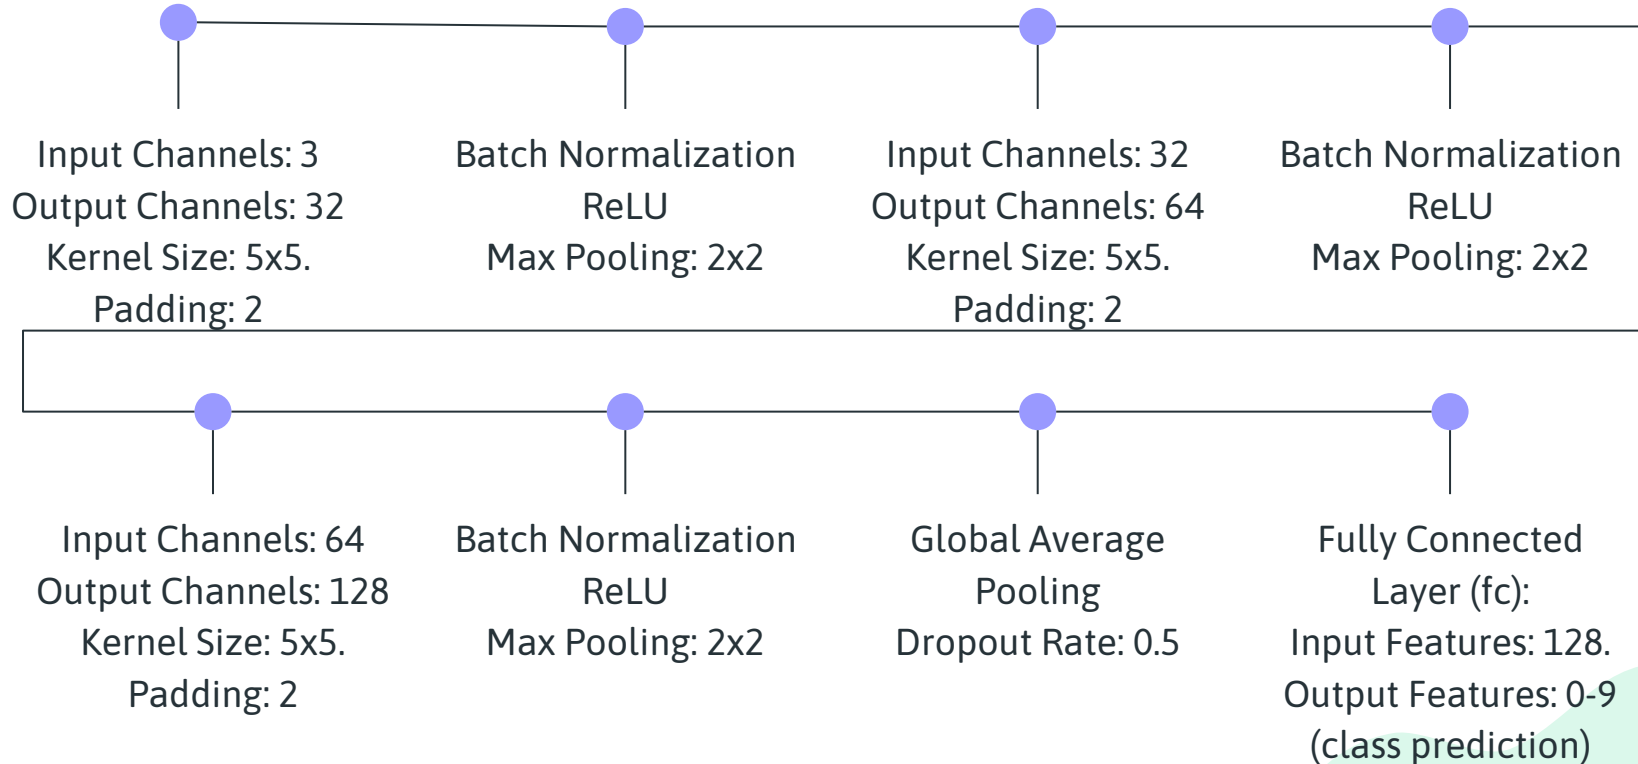 Input Channels: 3
Output Channels: 32
Kernel Size: 5x5.
Padding: 2
Batch Normalization
ReLU
Max Pooling: 2x2
Input Channels: 32
Output Channels: 64
Kernel Size: 5x5.
Padding: 2
Batch Normalization
ReLU
Max Pooling: 2x2
Input Channels: 64
Output Channels: 128
Kernel Size: 5x5.
Padding: 2
Batch Normalization
ReLU
Max Pooling: 2x2
Global Average
Pooling
Dropout Rate: 0.5
Fully Connected
Layer (fc):
Input Features: 128.
Output Features: 0-9
(class prediction)